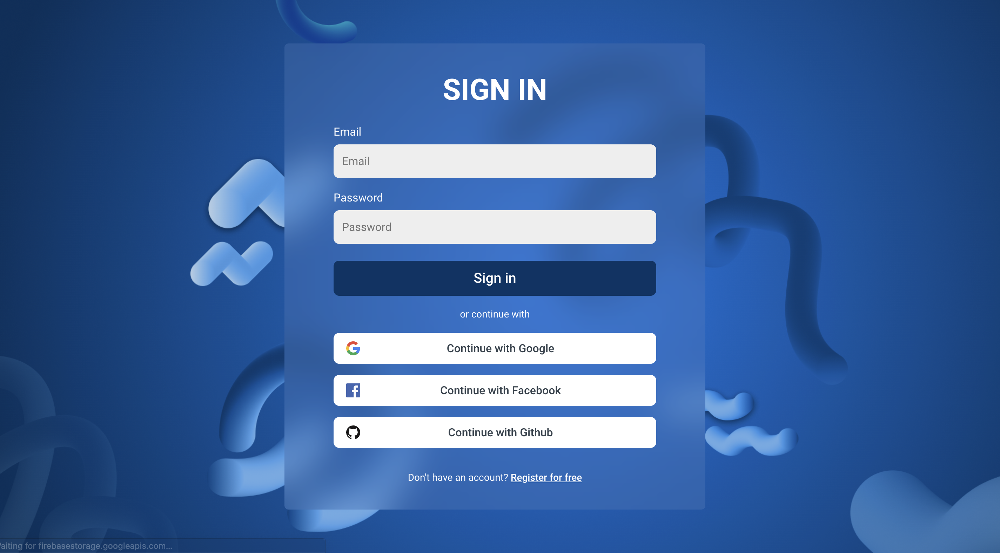 SIGN IN
Email
Email
Password
Password
Sign in
or continue with
Continue with Google
Continue with Facebook
Continue with Github
Don't have an account? Register for free
aiting for firebasestorage.googleapis.com...